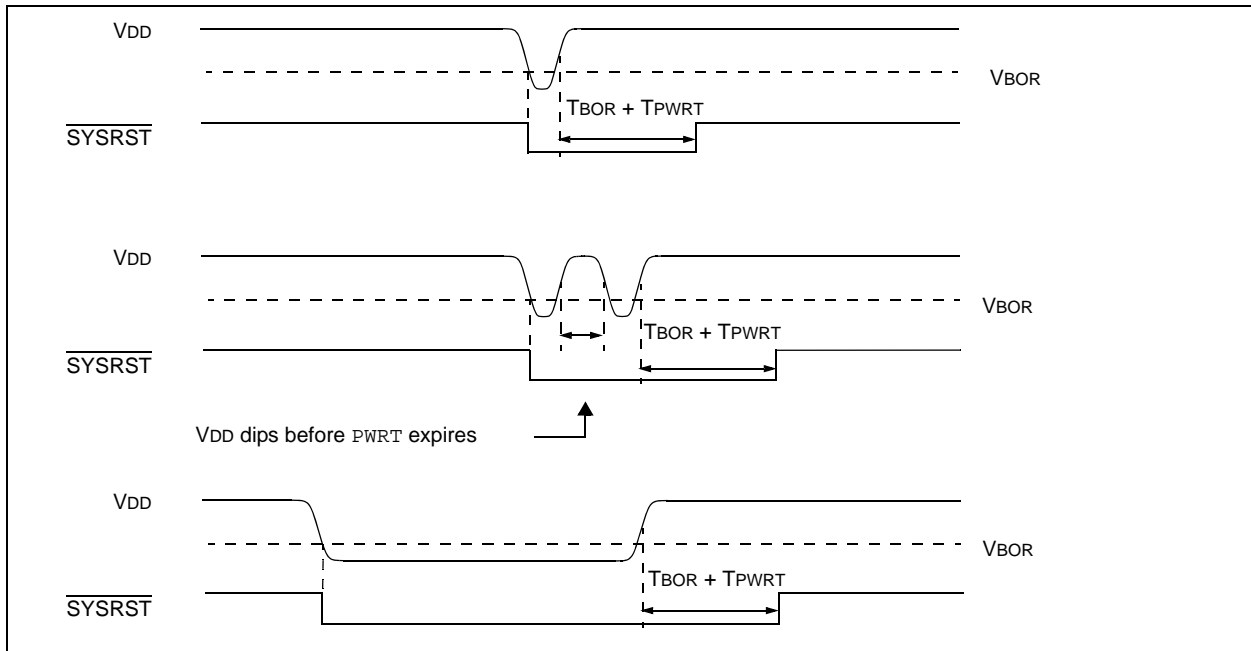 VDD
VBOR
TBOR + TPWRT
SYSRST
VDD
VBOR
TBOR + TPWRT
SYSRST
VDD dips before PWRT expires
VDD
VBOR
TBOR + TPWRT
SYSRST